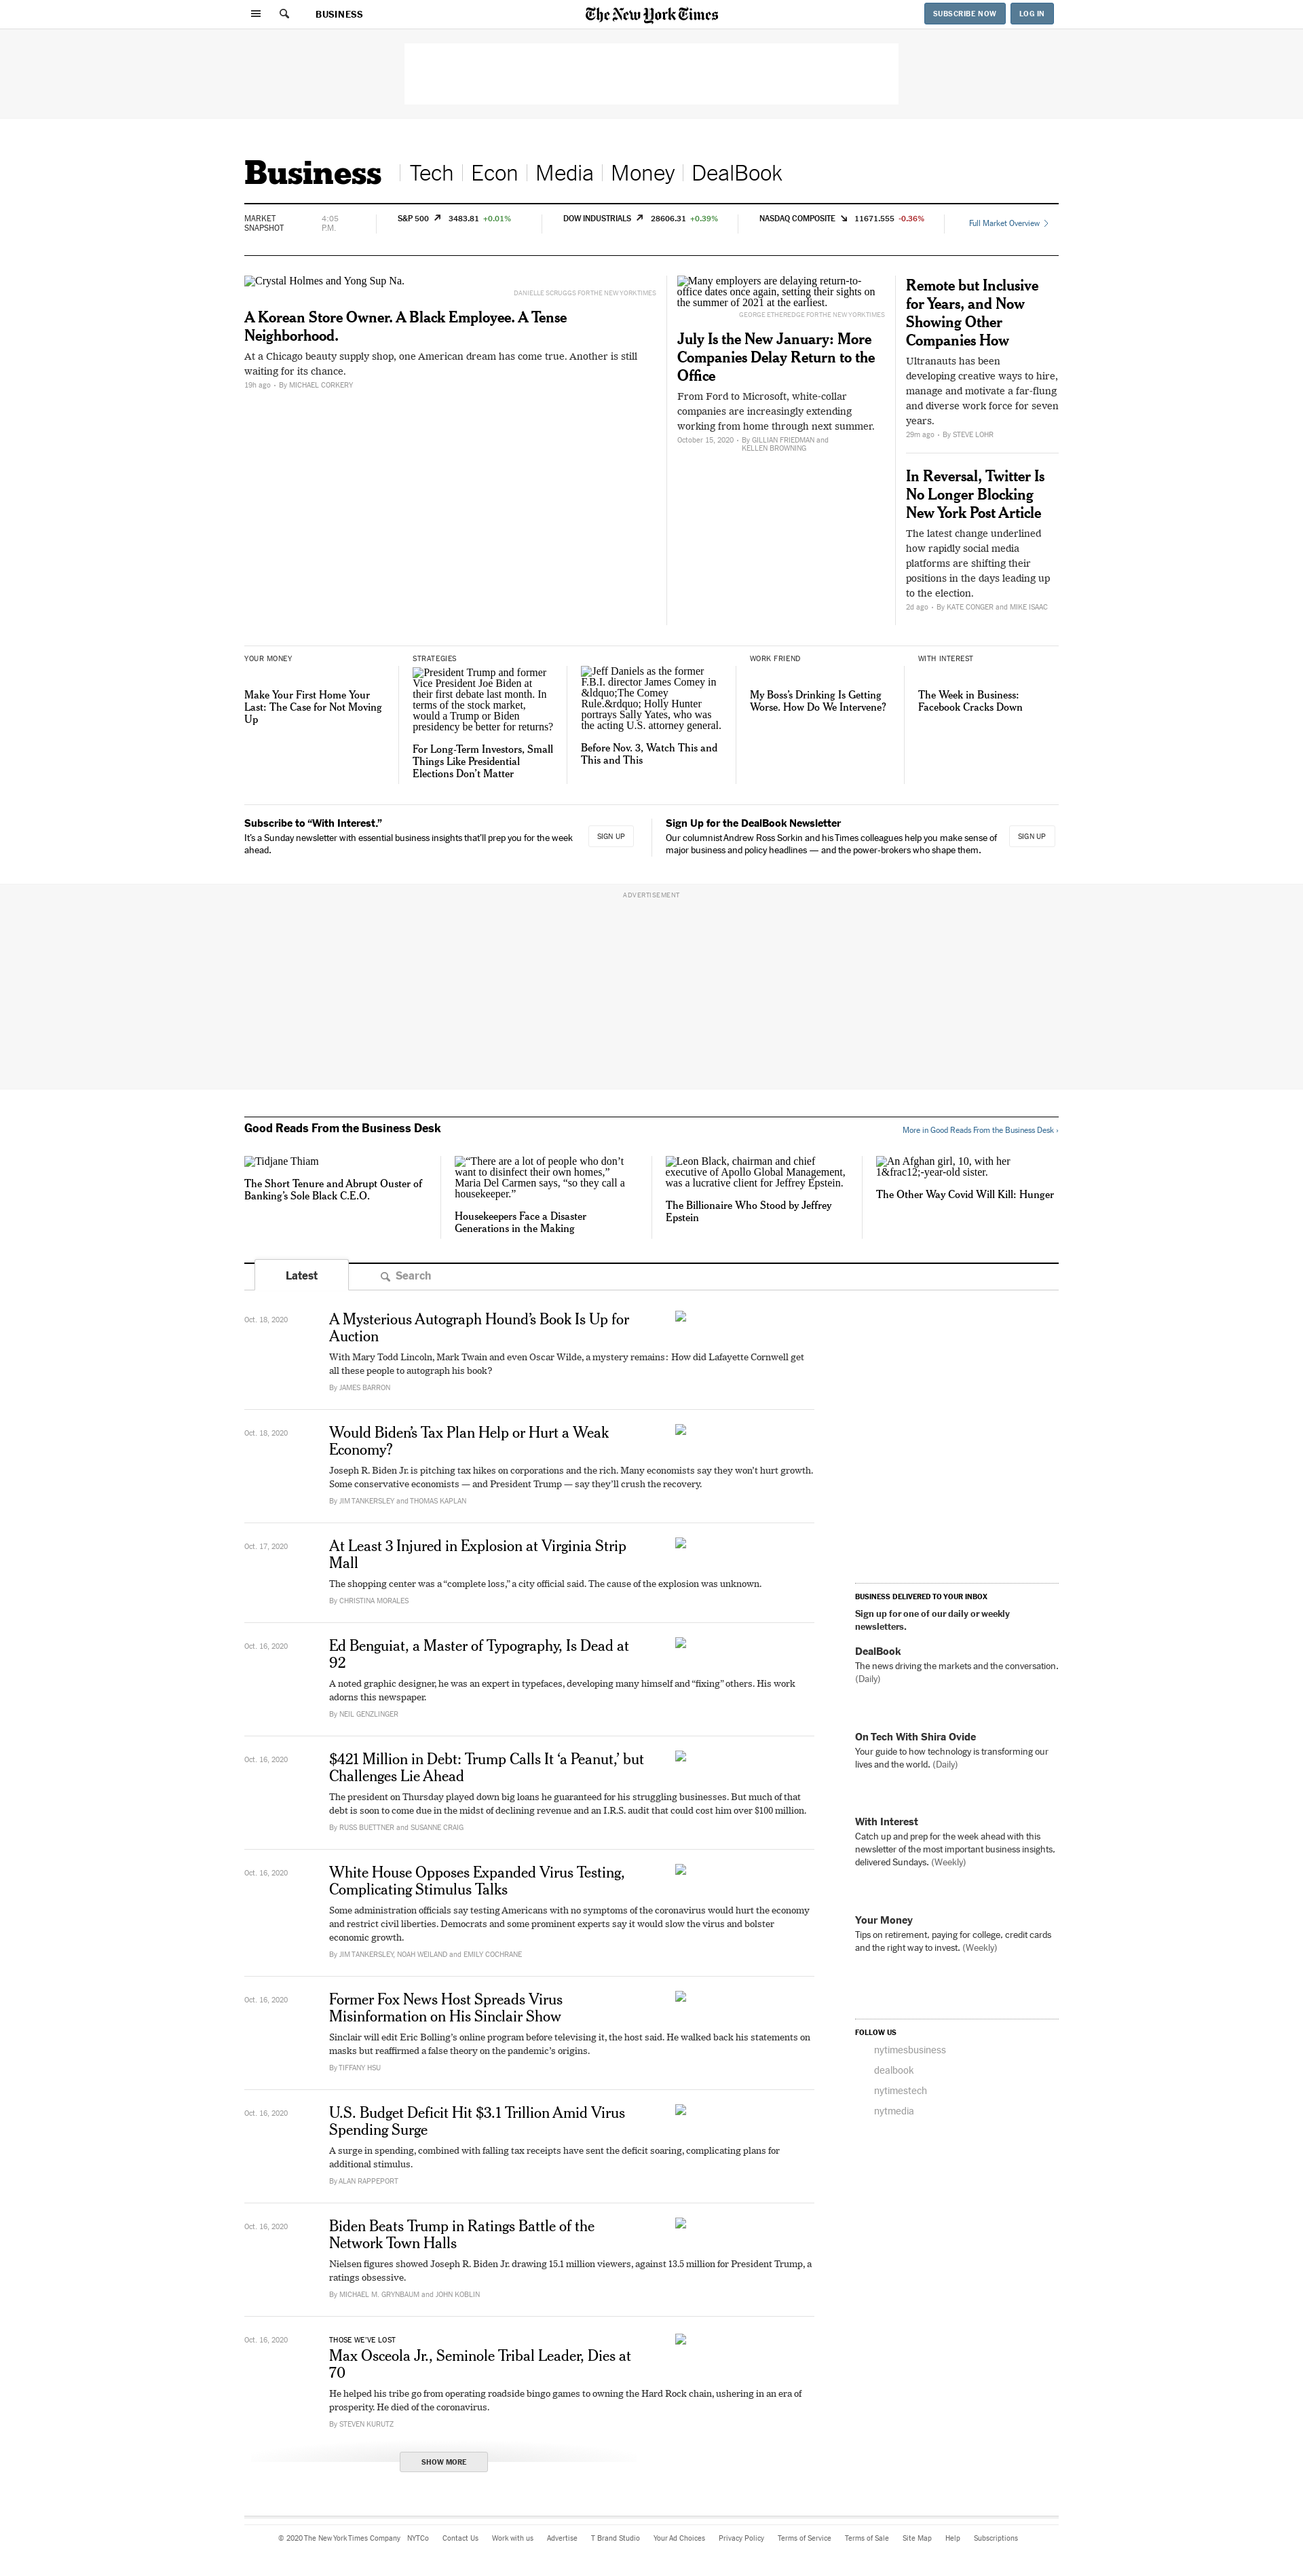 BUSINESS
The New York Times
SUBSCRIBE NOW
LOG IN
Business
Tech
Econ
Media
Money
DealBook
MARKET
SNAPSHOT
4:05
P.M.
S&P 500 3483.81 +0.01%
DOW INDUSTRIALS 28606.31 +0.39%
NASDAQ COMPOSITE 11671.555 -0.36%
Full Market Overview
Crystal Holmes and Yong Sup Na.
DANIELLE SCRUGGS FOR THE NEW YORK TIMES
A Korean Store Owner. A Black Employee. A Tense
Neighborhood.
At a Chicago beauty supply shop, one American dream has come true. Another is still
waiting for its chance.
19h ago • By MICHAEL CORKERY
Many employers are delaying return-to-
office dates once again, setting their sights on
the summer of 2021 at the earliest.
GEORGE ETHEREDGE FOR THE NEW YORK TIMES
July Is the New January: More
Companies Delay Return to the
Office
From Ford to Microsoft, white-collar
companies are increasingly extending
working from home through next summer.
October 15, 2020 • By GILLIAN FRIEDMAN and
KELLEN BROWNING
Remote but Inclusive
for Years, and Now
Showing Other
Companies How
Ultranauts has been
developing creative ways to hire,
manage and motivate a far-flung
and diverse work force for seven
years.
29m ago • By STEVE LOHR
In Reversal, Twitter Is
No Longer Blocking
New York Post Article
The latest change underlined
how rapidly social media
platforms are shifting their
positions in the days leading up
to the election.
2d ago • By KATE CONGER and MIKE ISAAC
YOUR MONEY
Make Your First Home Your
Last: The Case for Not Moving
Up
STRATEGIES
President Trump and former
Vice President Joe Biden at
their first debate last month. In
terms of the stock market,
would a Trump or Biden
presidency be better for returns?
For Long-Term Investors, Small
Things Like Presidential
Elections Don’t Matter
Jeff Daniels as the former
F.B.I. director James Comey in
&ldquo;The Comey
Rule.&rdquo; Holly Hunter
portrays Sally Yates, who was
the acting U.S. attorney general.
Before Nov. 3, Watch This and
This and This
WORK FRIEND
My Boss’s Drinking Is Getting
Worse. How Do We Intervene?
WITH INTEREST
The Week in Business:
Facebook Cracks Down
Subscribe to “With Interest.”
It’s a Sunday newsletter with essential business insights that’ll prep you for the week
ahead.
SIGN UP
Sign Up for the DealBook Newsletter
Our columnist Andrew Ross Sorkin and his Times colleagues help you make sense of
major business and policy headlines — and the power-brokers who shape them.
SIGN UP
ADVERTISEMENT
Good Reads From the Business Desk
More in Good Reads From the Business Desk ›
Tidjane Thiam
The Short Tenure and Abrupt Ouster of
Banking’s Sole Black C.E.O.
“There are a lot of people who don’t
want to disinfect their own homes,”
Maria Del Carmen says, “so they call a
housekeeper.”
Housekeepers Face a Disaster
Generations in the Making
Leon Black, chairman and chief
executive of Apollo Global Management,
was a lucrative client for Jeffrey Epstein.
The Billionaire Who Stood by Jeffrey
Epstein
An Afghan girl, 10, with her
1&frac12;-year-old sister.
The Other Way Covid Will Kill: Hunger
Latest
Search
Oct. 18, 2020
A Mysterious Autograph Hound’s Book Is Up for
Auction
With Mary Todd Lincoln, Mark Twain and even Oscar Wilde, a mystery remains: How did Lafayette Cornwell get
all these people to autograph his book?
By JAMES BARRON
Oct. 18, 2020
Would Biden’s Tax Plan Help or Hurt a Weak
Economy?
Joseph R. Biden Jr. is pitching tax hikes on corporations and the rich. Many economists say they won’t hurt growth.
Some conservative economists — and President Trump — say they’ll crush the recovery.
By JIM TANKERSLEY and THOMAS KAPLAN
Oct. 17, 2020
At Least 3 Injured in Explosion at Virginia Strip
Mall
The shopping center was a “complete loss,” a city official said. The cause of the explosion was unknown.
By CHRISTINA MORALES
Oct. 16, 2020
Ed Benguiat, a Master of Typography, Is Dead at
92
A noted graphic designer, he was an expert in typefaces, developing many himself and “fixing” others. His work
adorns this newspaper.
By NEIL GENZLINGER
Oct. 16, 2020
$421 Million in Debt: Trump Calls It ‘a Peanut,’ but
Challenges Lie Ahead
The president on Thursday played down big loans he guaranteed for his struggling businesses. But much of that
debt is soon to come due in the midst of declining revenue and an I.R.S. audit that could cost him over $100 million.
By RUSS BUETTNER and SUSANNE CRAIG
Oct. 16, 2020
White House Opposes Expanded Virus Testing,
Complicating Stimulus Talks
Some administration officials say testing Americans with no symptoms of the coronavirus would hurt the economy
and restrict civil liberties. Democrats and some prominent experts say it would slow the virus and bolster
economic growth.
By JIM TANKERSLEY, NOAH WEILAND and EMILY COCHRANE
Oct. 16, 2020
Former Fox News Host Spreads Virus
Misinformation on His Sinclair Show
Sinclair will edit Eric Bolling’s online program before televising it, the host said. He walked back his statements on
masks but reaffirmed a false theory on the pandemic’s origins.
By TIFFANY HSU
Oct. 16, 2020
U.S. Budget Deficit Hit $3.1 Trillion Amid Virus
Spending Surge
A surge in spending, combined with falling tax receipts have sent the deficit soaring, complicating plans for
additional stimulus.
By ALAN RAPPEPORT
Oct. 16, 2020
Biden Beats Trump in Ratings Battle of the
Network Town Halls
Nielsen figures showed Joseph R. Biden Jr. drawing 15.1 million viewers, against 13.5 million for President Trump, a
ratings obsessive.
By MICHAEL M. GRYNBAUM and JOHN KOBLIN
Oct. 16, 2020
THOSE WE’VE LOST
Max Osceola Jr., Seminole Tribal Leader, Dies at
70
He helped his tribe go from operating roadside bingo games to owning the Hard Rock chain, ushering in an era of
prosperity. He died of the coronavirus.
By STEVEN KURUTZ
SHOW MORE
BUSINESS DELIVERED TO YOUR INBOX
Sign up for one of our daily or weekly
newsletters.
DealBook
The news driving the markets and the conversation.
(Daily)
On Tech With Shira Ovide
Your guide to how technology is transforming our
lives and the world. (Daily)
With Interest
Catch up and prep for the week ahead with this
newsletter of the most important business insights,
delivered Sundays. (Weekly)
Your Money
Tips on retirement, paying for college, credit cards
and the right way to invest. (Weekly)
FOLLOW US
nytimesbusiness
dealbook
nytimestech
nytmedia
© 2020 The New York Times Company NYTCo Contact Us Work with us Advertise T Brand Studio Your Ad Choices Privacy Policy Terms of Service Terms of Sale Site Map Help Subscriptions